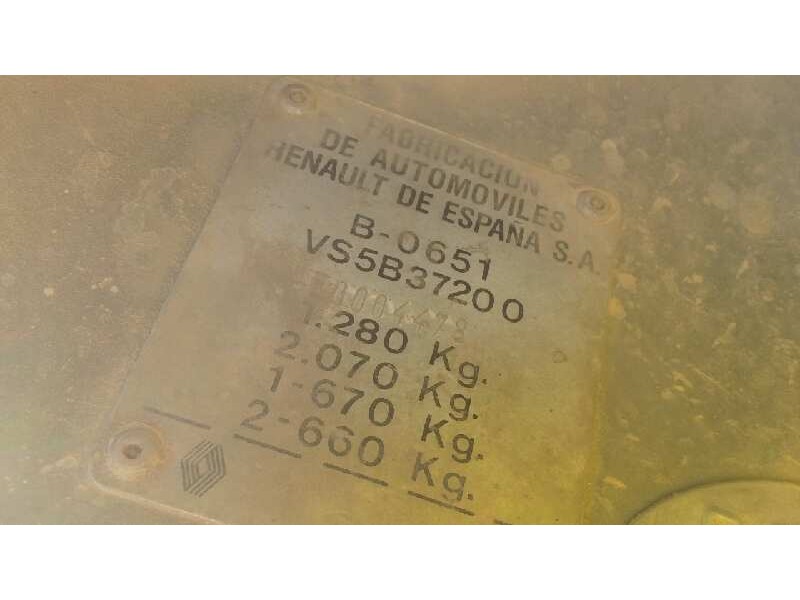 FABRICACION
DE AUTOMOVILES
RENAULT DE ESPAÑA S.A.
B-0651
VS5B37200
1.280 Kg.
2.070 Kg.
1-670 Kg.
2-660 Kg.